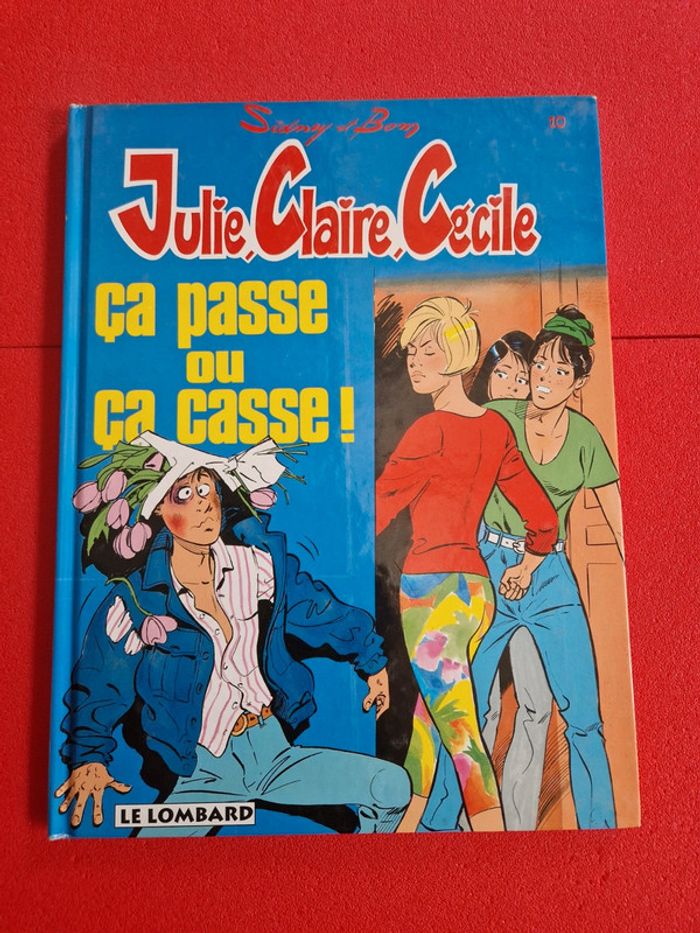 Sidney et Bom
10
Julie, Claire, Cécile
ça passe
ou
ça casse !
LE LOMBARD